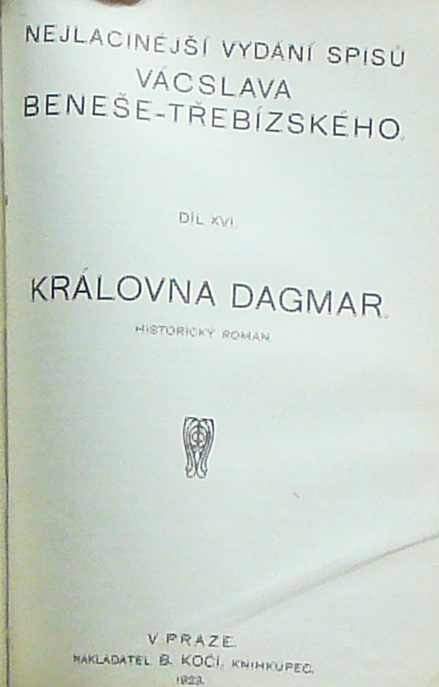 NEJLACINĚJŠÍ VYDÁNÍ SPISŮ
VÁCSLAVA
BENEŠE-TŘEBÍZSKÉHO.
DÍL XVI.
KRÁLOVNA DAGMAR.
HISTORICKÝ ROMÁN.
V PRAZE.
NAKLADATEL B. KOČÍ, KNIHKUPEC.
1923.